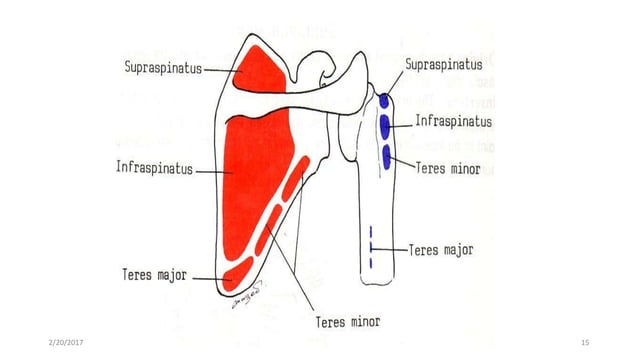 Supraspinatus
Supraspinatus
Infraspinatus
Infraspinatus
Teres minor
Teres major
Teres major
Teres minor
2/20/2017
15